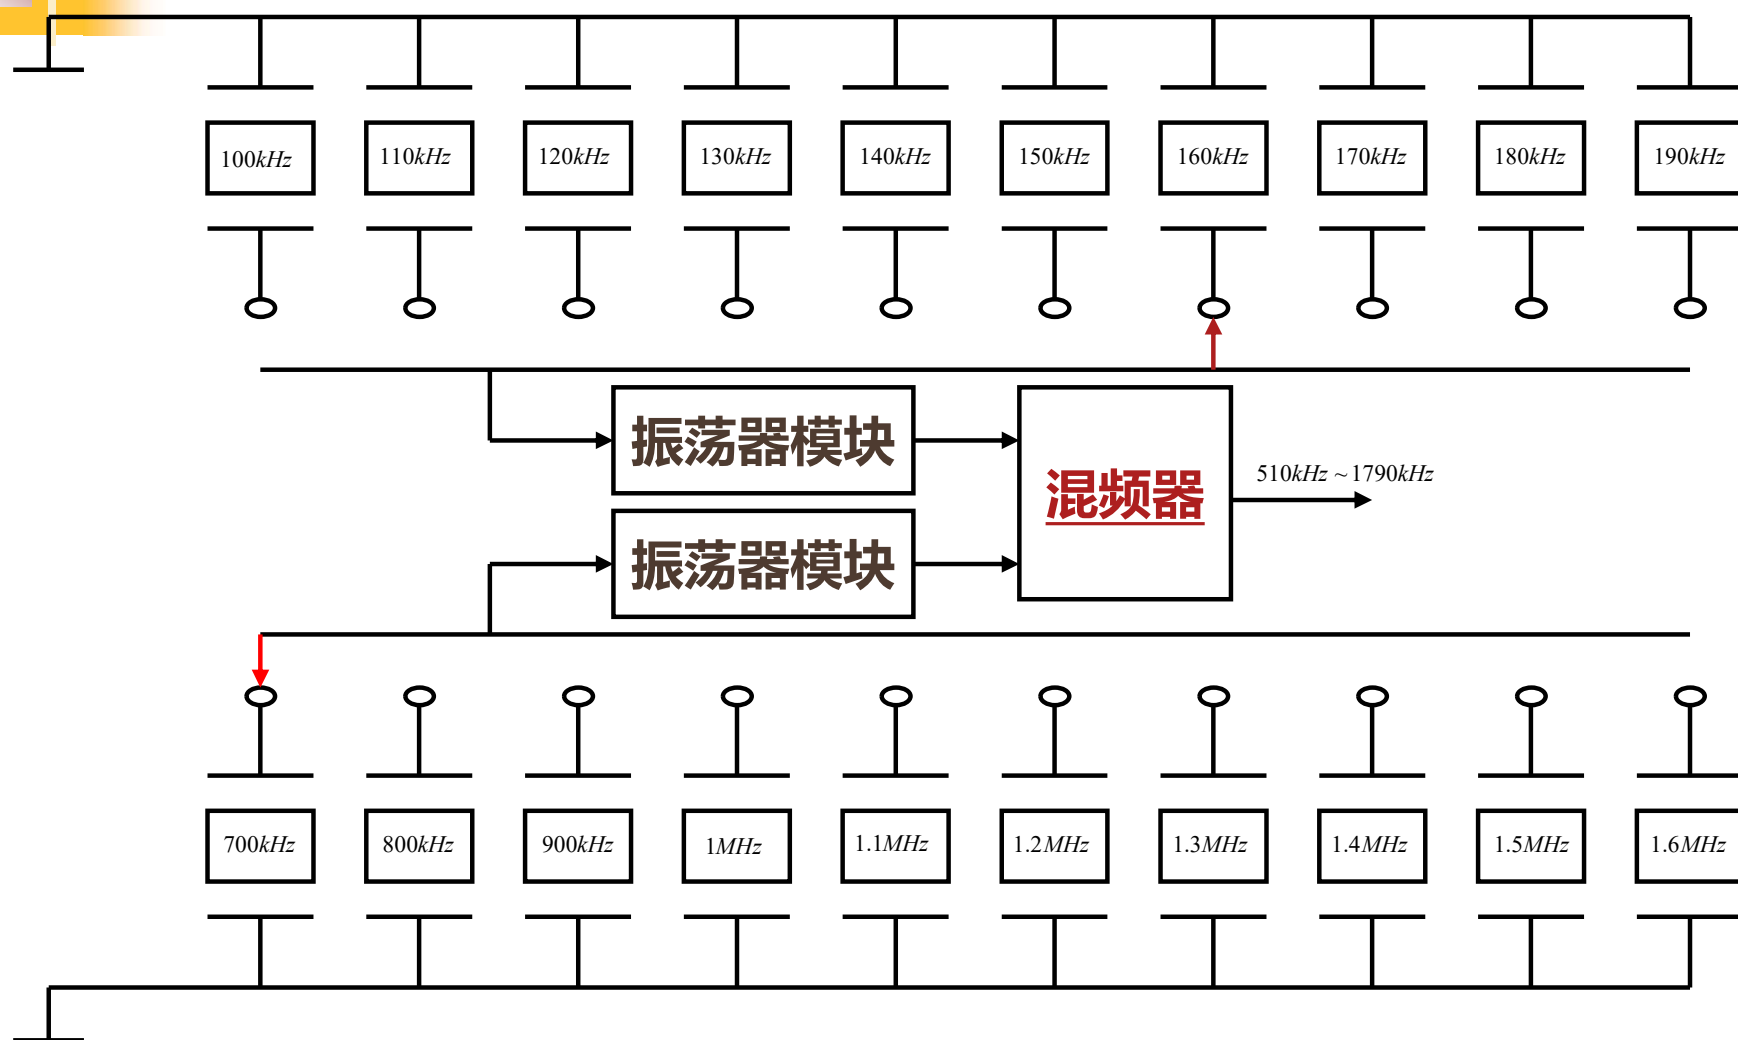 100kHz 110kHz 120kHz 130kHz 140kHz 150kHz 160kHz 170kHz 180kHz 190kHz
振荡器模块
混频器
510kHz ~ 1790kHz
振荡器模块
700kHz 800kHz 900kHz 1MHz 1.1MHz 1.2MHz 1.3MHz 1.4MHz 1.5MHz 1.6MHz